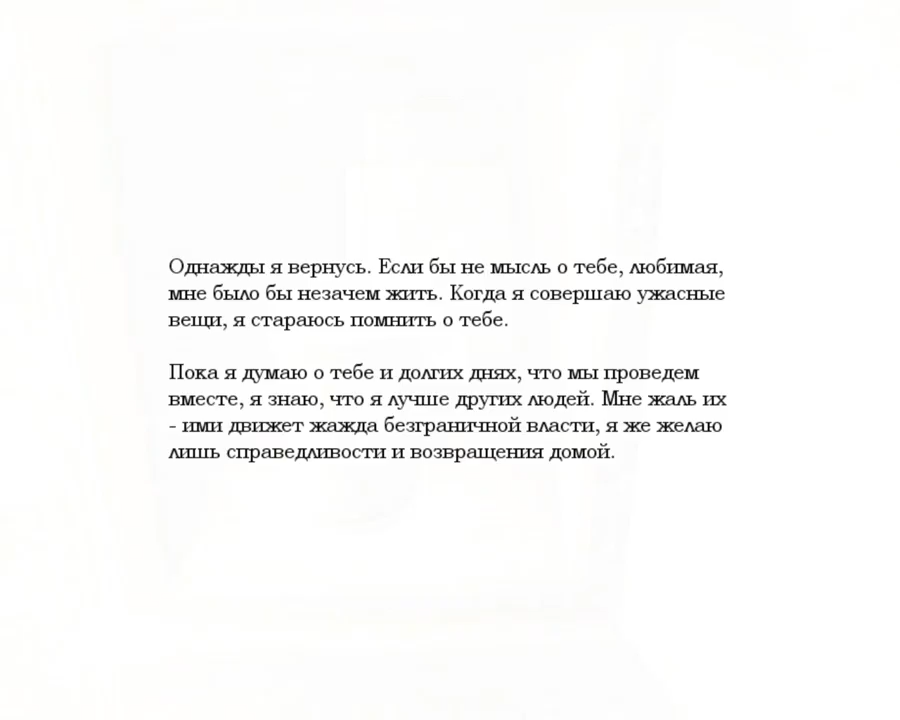 Однажды я вернусь. Если бы не мысль о тебе, любимая,
мне было бы незачем жить. Когда я совершаю ужасные
вещи, я стараюсь помнить о тебе.
Пока я думаю о тебе и долгих днях, что мы проведем
вместе, я знаю, что я лучше других людей. Мне жаль их
- ими движет жажда безграничной власти, я же желаю
лишь справедливости и возвращения домой.